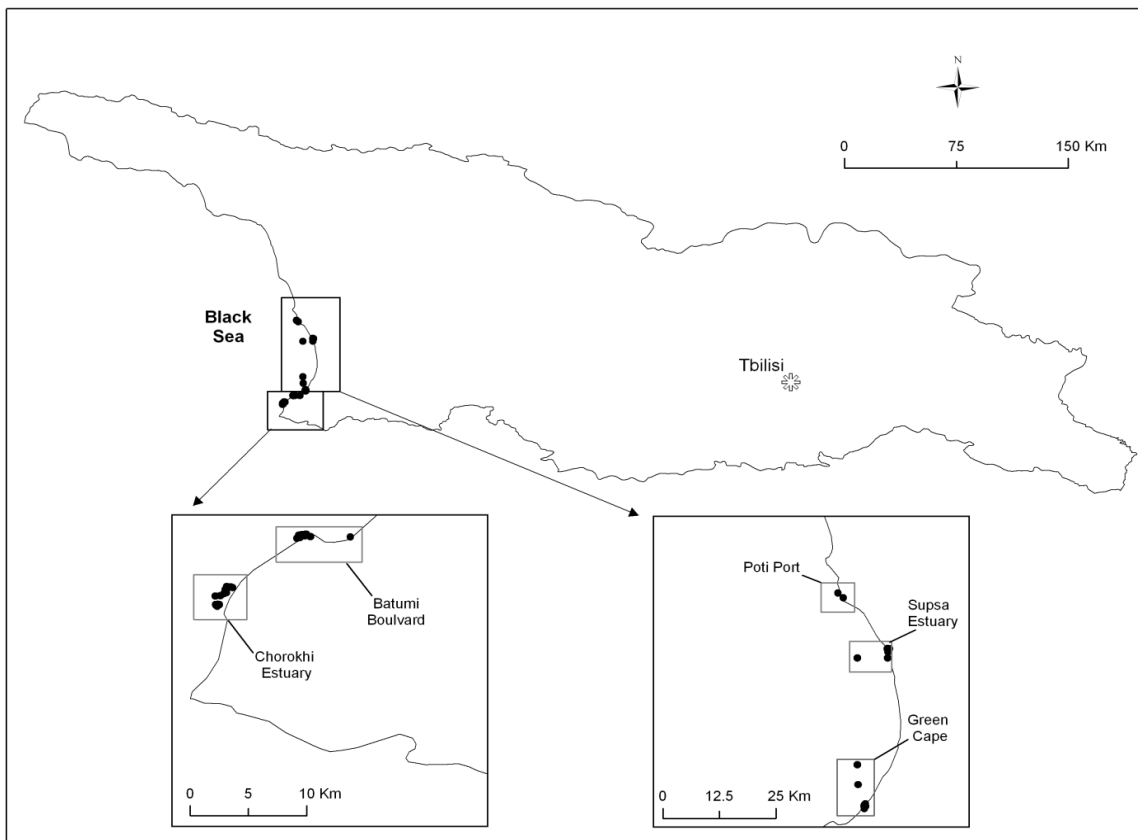 N
0 75 150 Km
Black
Sea
Tbilisi
Batumi
Boulvard
Chorokhi
Estuary
0 5 10 Km
Poti Port
Supsa
Estuary
Green
Cape
0 12.5 25 Km